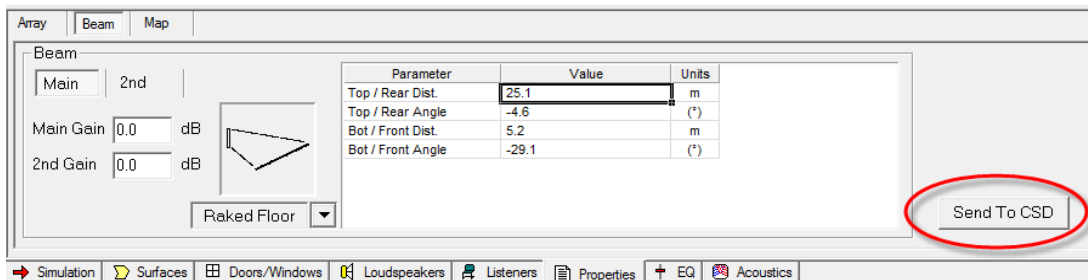 Array Beam Map
Beam
Main 2nd
Main Gain 0.0 dB
2nd Gain 0.0 dB
Raked Floor
Parameter Value Units
Top / Rear Dist. 25.1 m
Top / Rear Angle -4.6 (°)
Bot / Front Dist. 5.2 m
Bot / Front Angle -29.1 (°)
Send To CSD
Simulation Surfaces Doors/Windows Loudspeakers Listeners Properties EQ Acoustics